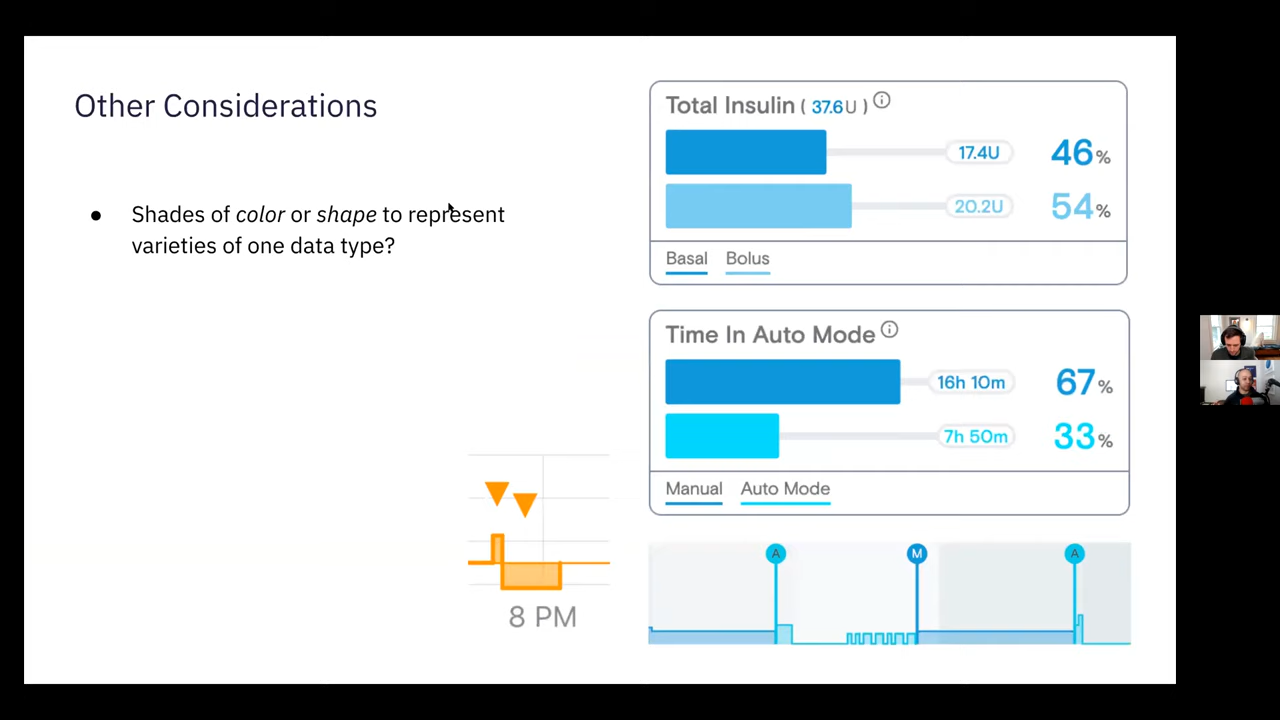 Other Considerations
● Shades of color or shape to represent
varieties of one data type?
8 PM
Total Insulin ( 37.6U ) i
17.4U 46%
20.2U 54%
Basal Bolus
Time In Auto Mode i
16h 10m 67%
7h 50m 33%
Manual Auto Mode
A M A